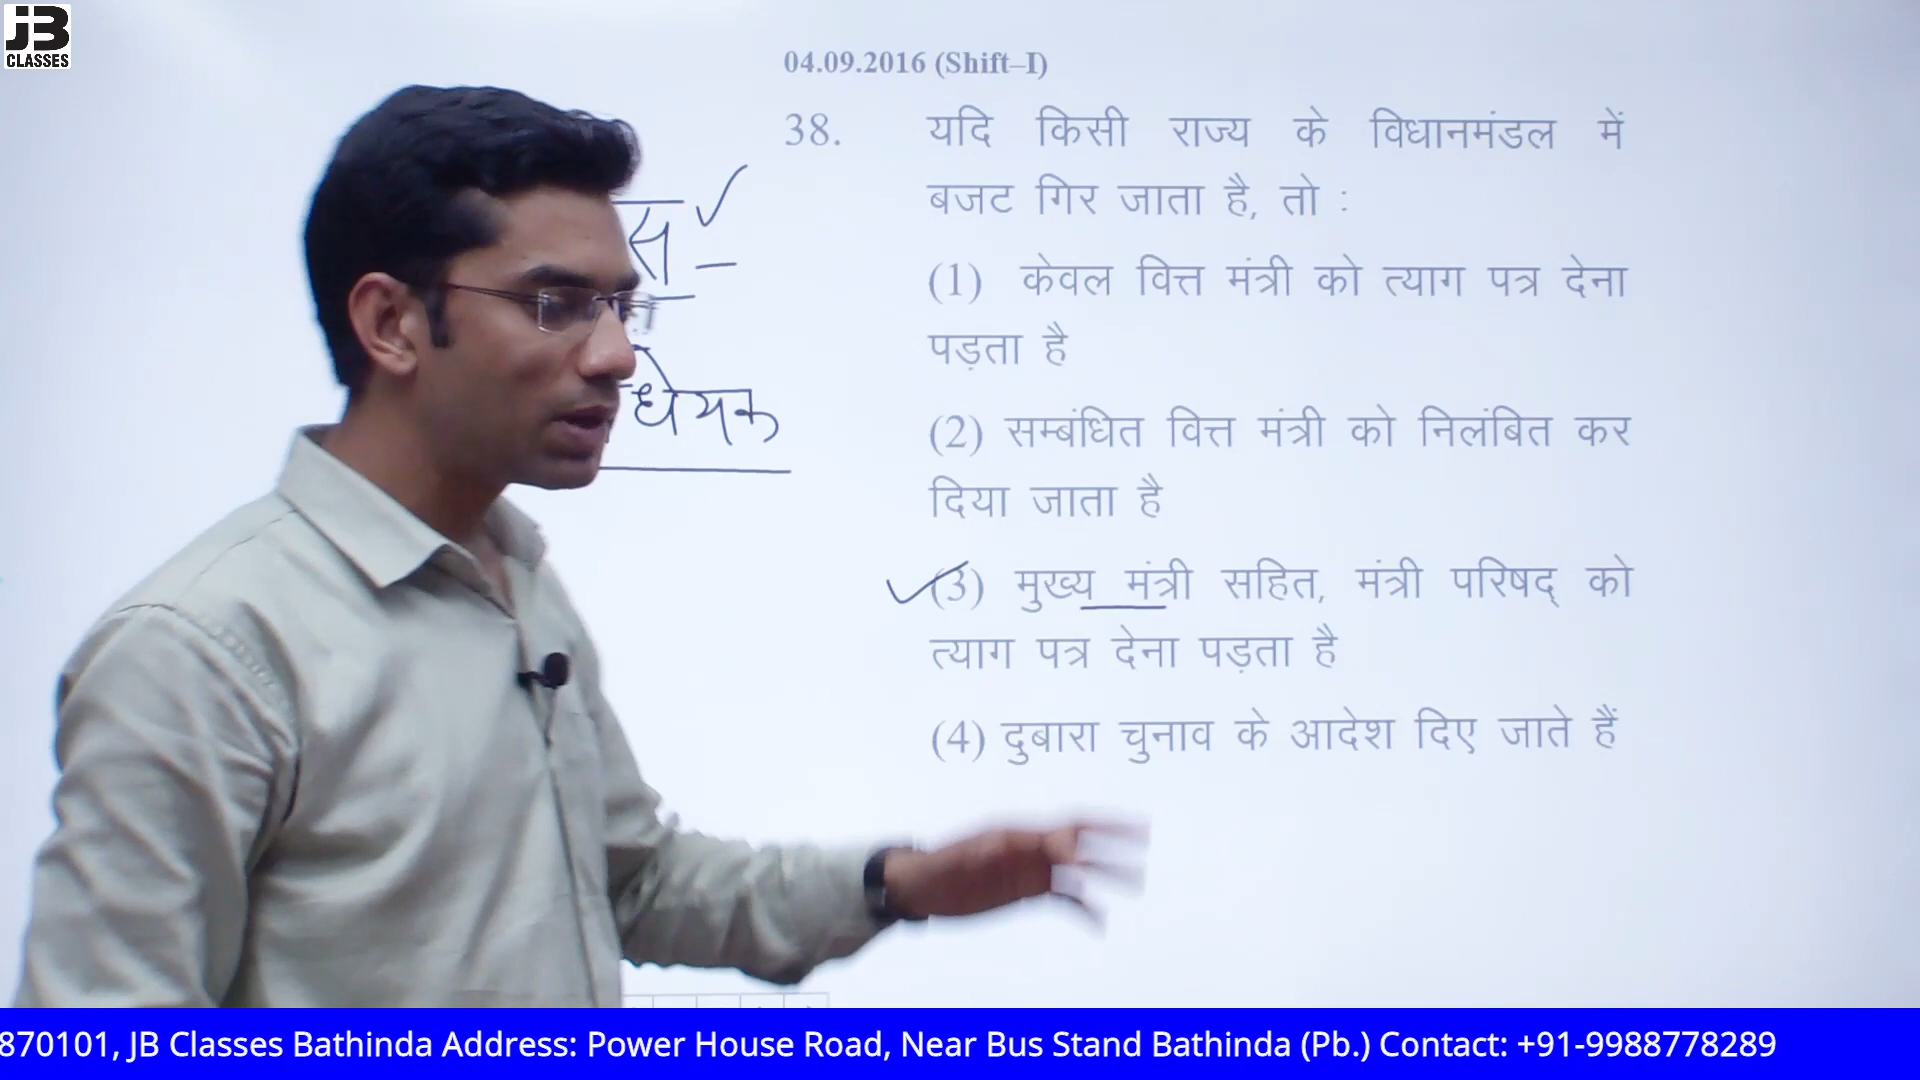 JB
CLASSES
04.09.2016 (Shift–I)
38. यदि किसी राज्य के विधानमंडल में
बजट गिर जाता है, तो :
(1) केवल वित्त मंत्री को त्याग पत्र देना
पड़ता है
(2) सम्बंधित वित्त मंत्री को निलंबित कर
दिया जाता है
(3) मुख्य मंत्री सहित, मंत्री परिषद् को
त्याग पत्र देना पड़ता है
(4) दुबारा चुनाव के आदेश दिए जाते हैं
870101, JB Classes Bathinda Address: Power House Road, Near Bus Stand Bathinda (Pb.) Contact: +91-9988778289